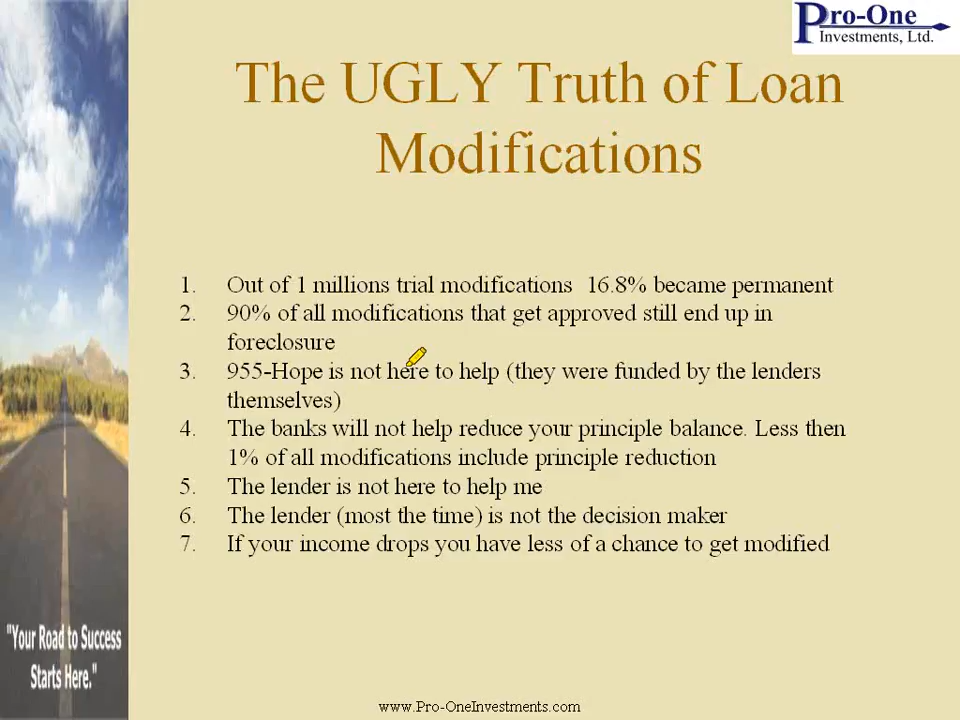 Pro-One
Investments, Ltd.
The UGLY Truth of Loan
Modifications
1. Out of 1 millions trial modifications 16.8% became permanent
2. 90% of all modifications that get approved still end up in
foreclosure
3. 955-Hope is not here to help (they were funded by the lenders
themselves)
4. The banks will not help reduce your principle balance. Less then
1% of all modifications include principle reduction
5. The lender is not here to help me
6. The lender (most the time) is not the decision maker
7. If your income drops you have less of a chance to get modified
"Your Road to Success
Starts Here."
www.Pro-OneInvestments.com